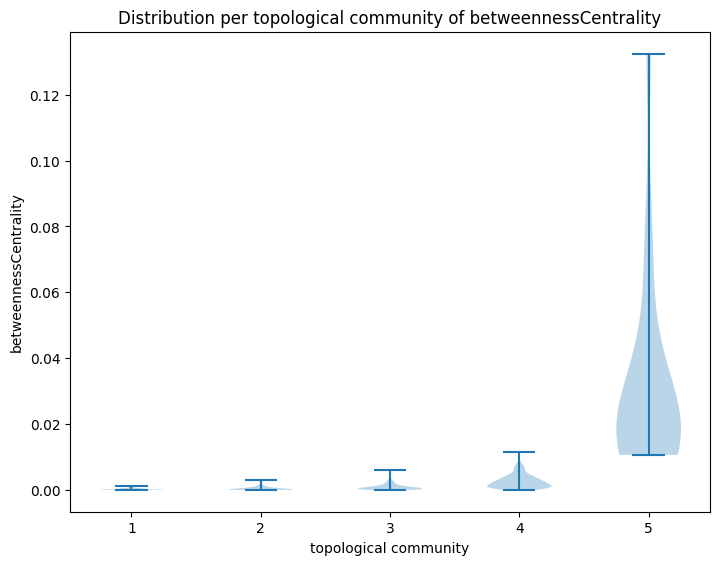 Distribution per topological community of betweennessCentrality
betweennessCentrality
0.12
0.10
0.08
0.06
0.04
0.02
0.00
1 2 3 4 5
topological community